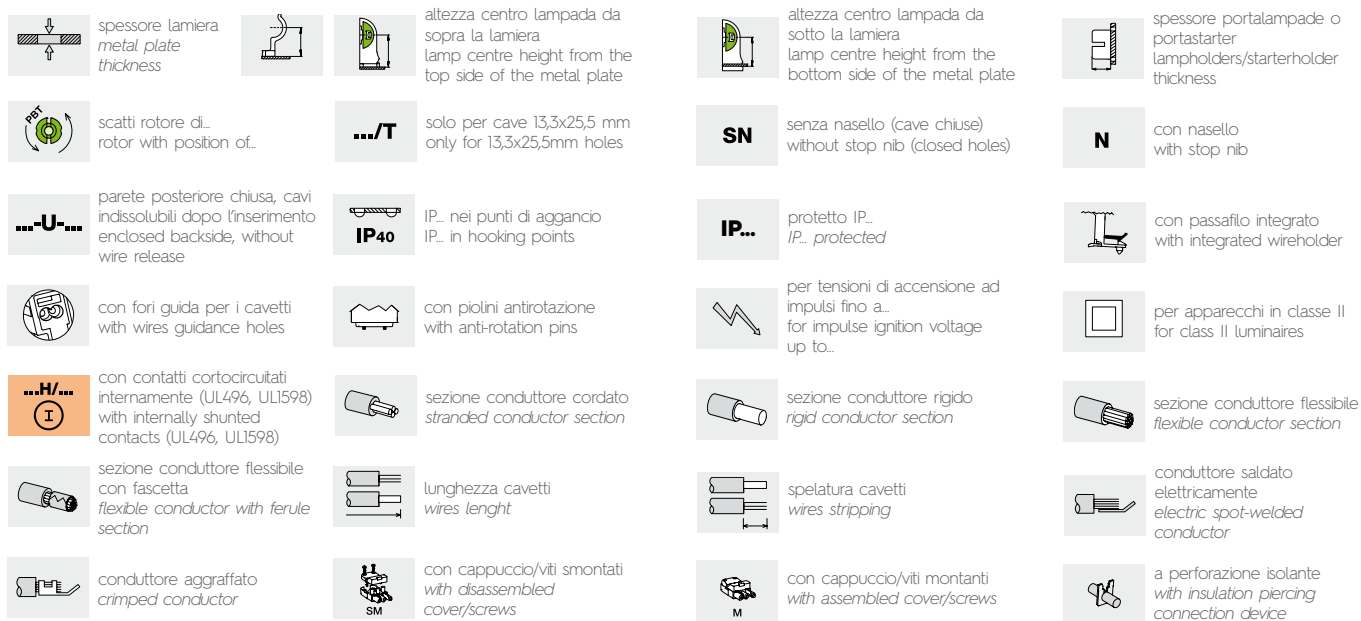 spessore lamiera
metal plate
thickness
altezza centro lampada da
sopra la lamiera
lamp centre height from the
top side of the metal plate
altezza centro lampada da
sotto la lamiera
lamp centre height from the
bottom side of the metal plate
spessore portalampade o
portastarter
lampholders/starterholder
thickness
PBT
scatti rotore di...
rotor with position of...
.../T
solo per cave 13,3x25,5 mm
only for 13,3x25,5mm holes
SN
senza nasello (cave chiuse)
without stop nib (closed holes)
N
con nasello
with stop nib
...-U-...
parete posteriore chiusa, cavi
indissolubili dopo l'inserimento
enclosed backside, without
wire release
IP40
IP... nei punti di aggancio
IP... in hooking points
IP...
protetto IP...
IP... protected
con passafilo integrato
with integrated wireholder
con fori guida per i cavetti
with wires guidance holes
con piolini antirotazione
with anti-rotation pins
per tensioni di accensione ad
impulsi fino a...
for impulse ignition voltage
up to...
per apparecchi in classe II
for class II luminaires
...H/...
I
con contatti cortocircuitati
internamente (UL496, UL1598)
with internally shunted
contacts (UL496, UL1598)
sezione conduttore cordato
stranded conductor section
sezione conduttore rigido
rigid conductor section
sezione conduttore flessibile
flexible conductor section
sezione conduttore flessibile
con fascetta
flexible conductor with ferule
section
lunghezza cavetti
wires lenght
spelatura cavetti
wires stripping
conduttore saldato
elettricamente
electric spot-welded
conductor
conduttore aggraffato
crimped conductor
SM
con cappuccio/viti smontati
with disassembled
cover/screws
M
con cappuccio/viti montanti
with assembled cover/screws
a perforazione isolante
with insulation piercing
connection device